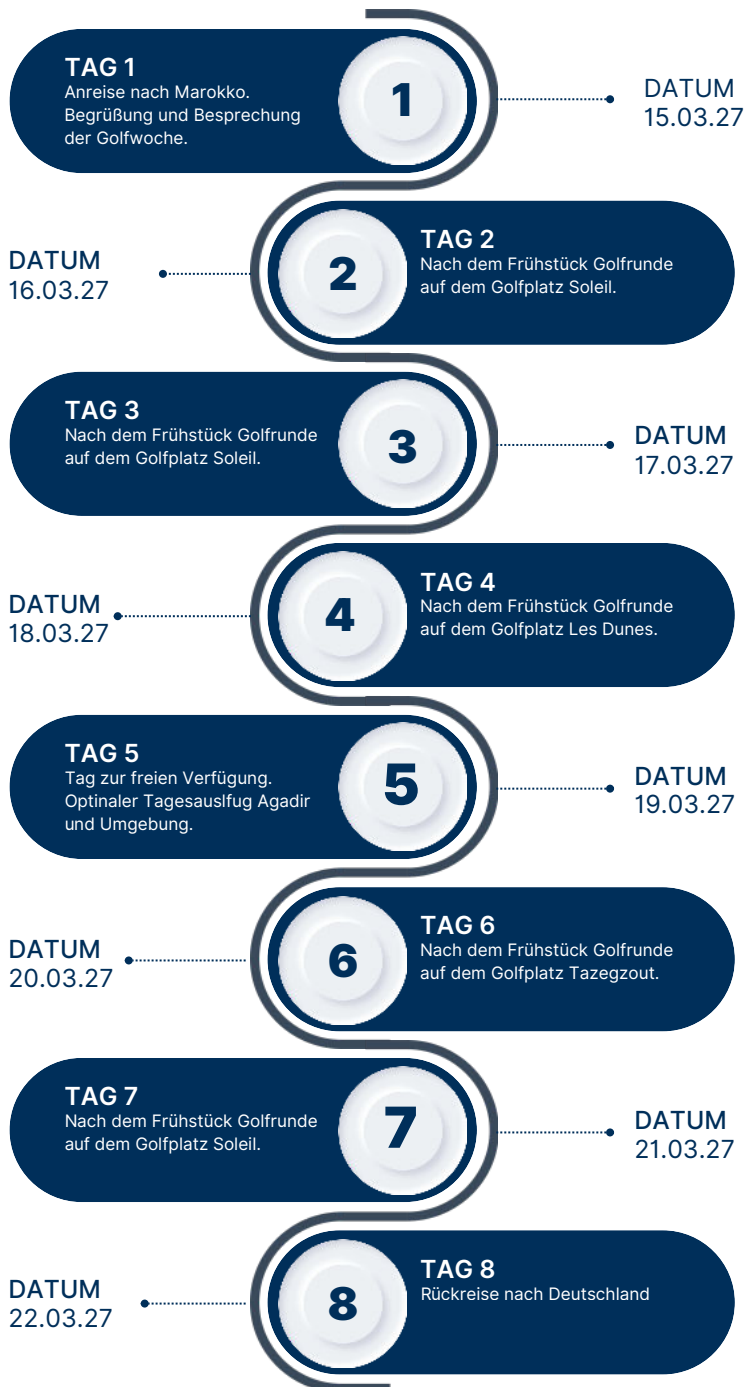 TAG 1
Anreise nach Marokko.
Begrüßung und Besprechung
der Golfwoche.
1
DATUM
15.03.27
DATUM
16.03.27
2
TAG 2
Nach dem Frühstück Golfrunde
auf dem Golfplatz Soleil.
TAG 3
Nach dem Frühstück Golfrunde
auf dem Golfplatz Soleil.
3
DATUM
17.03.27
DATUM
18.03.27
4
TAG 4
Nach dem Frühstück Golfrunde
auf dem Golfplatz Les Dunes.
TAG 5
Tag zur freien Verfügung.
Optinaler Tagesauslfug Agadir
und Umgebung.
5
DATUM
19.03.27
DATUM
20.03.27
6
TAG 6
Nach dem Frühstück Golfrunde
auf dem Golfplatz Tazegzout.
TAG 7
Nach dem Frühstück Golfrunde
auf dem Golfplatz Soleil.
7
DATUM
21.03.27
DATUM
22.03.27
8
TAG 8
Rückreise nach Deutschland